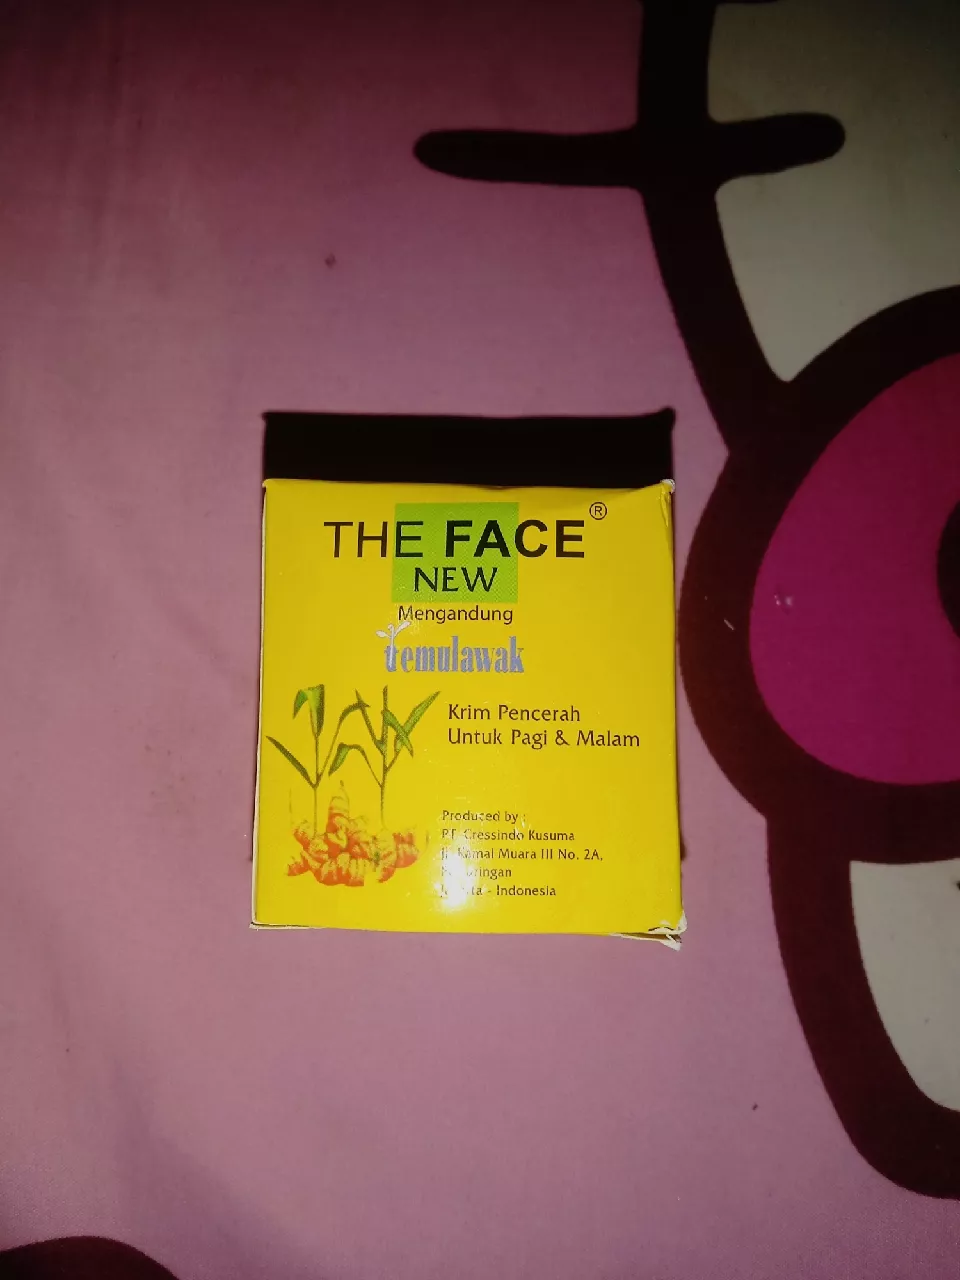 THE FACE®
NEW
Mengandung
temulawak
Krim Pencerah
Untuk Pagi & Malam
Produced by :
PT. Cressindo Kusuma
Kamal Muara III No. 2A,
- Indonesia